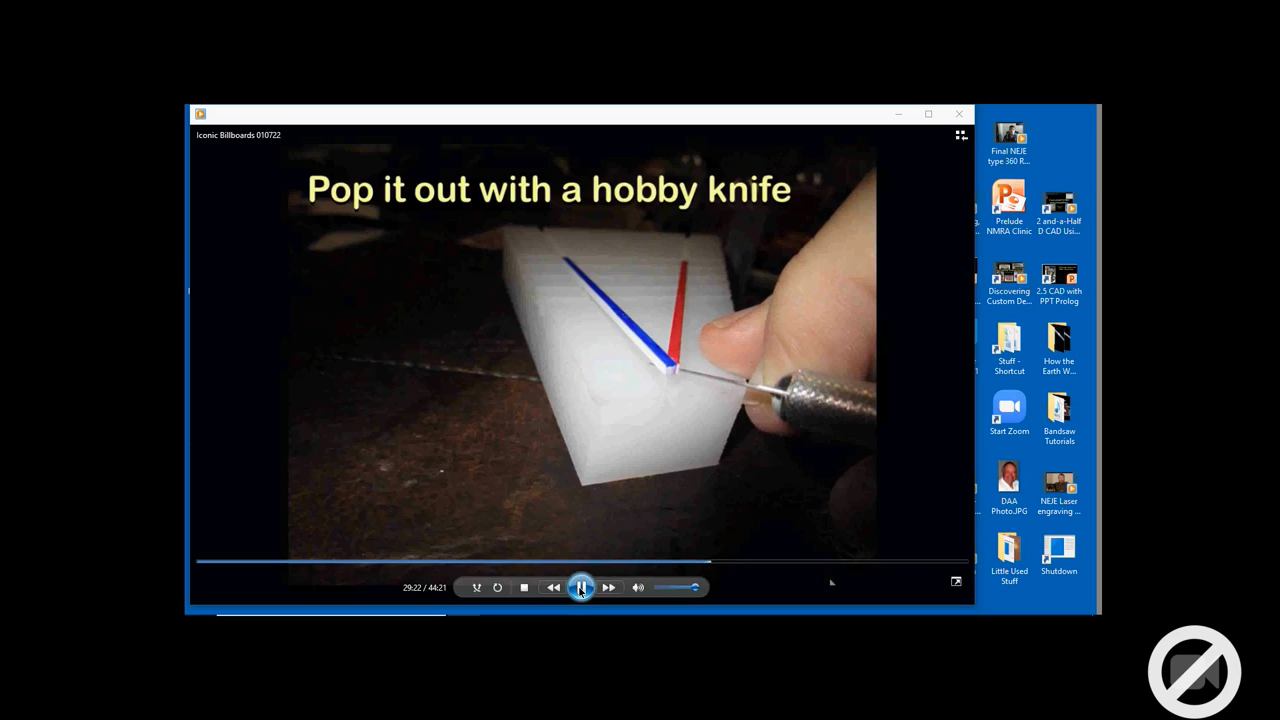 Iconic Billboards 010722
Pop it out with a hobby knife
29:22 / 44:21
Final NEJE
type 360 R...
Prelude
NMRA Clinic
2 and-a-Half
D CAD Usi...
Discovering
Custom De...
2.5 CAD with
PPT Prolog
Stuff -
Shortcut
How the
Earth W...
Start Zoom
Bandsaw
Tutorials
DAA
Photo.JPG
NEJE Laser
engraving ...
Little Used
Stuff
Shutdown